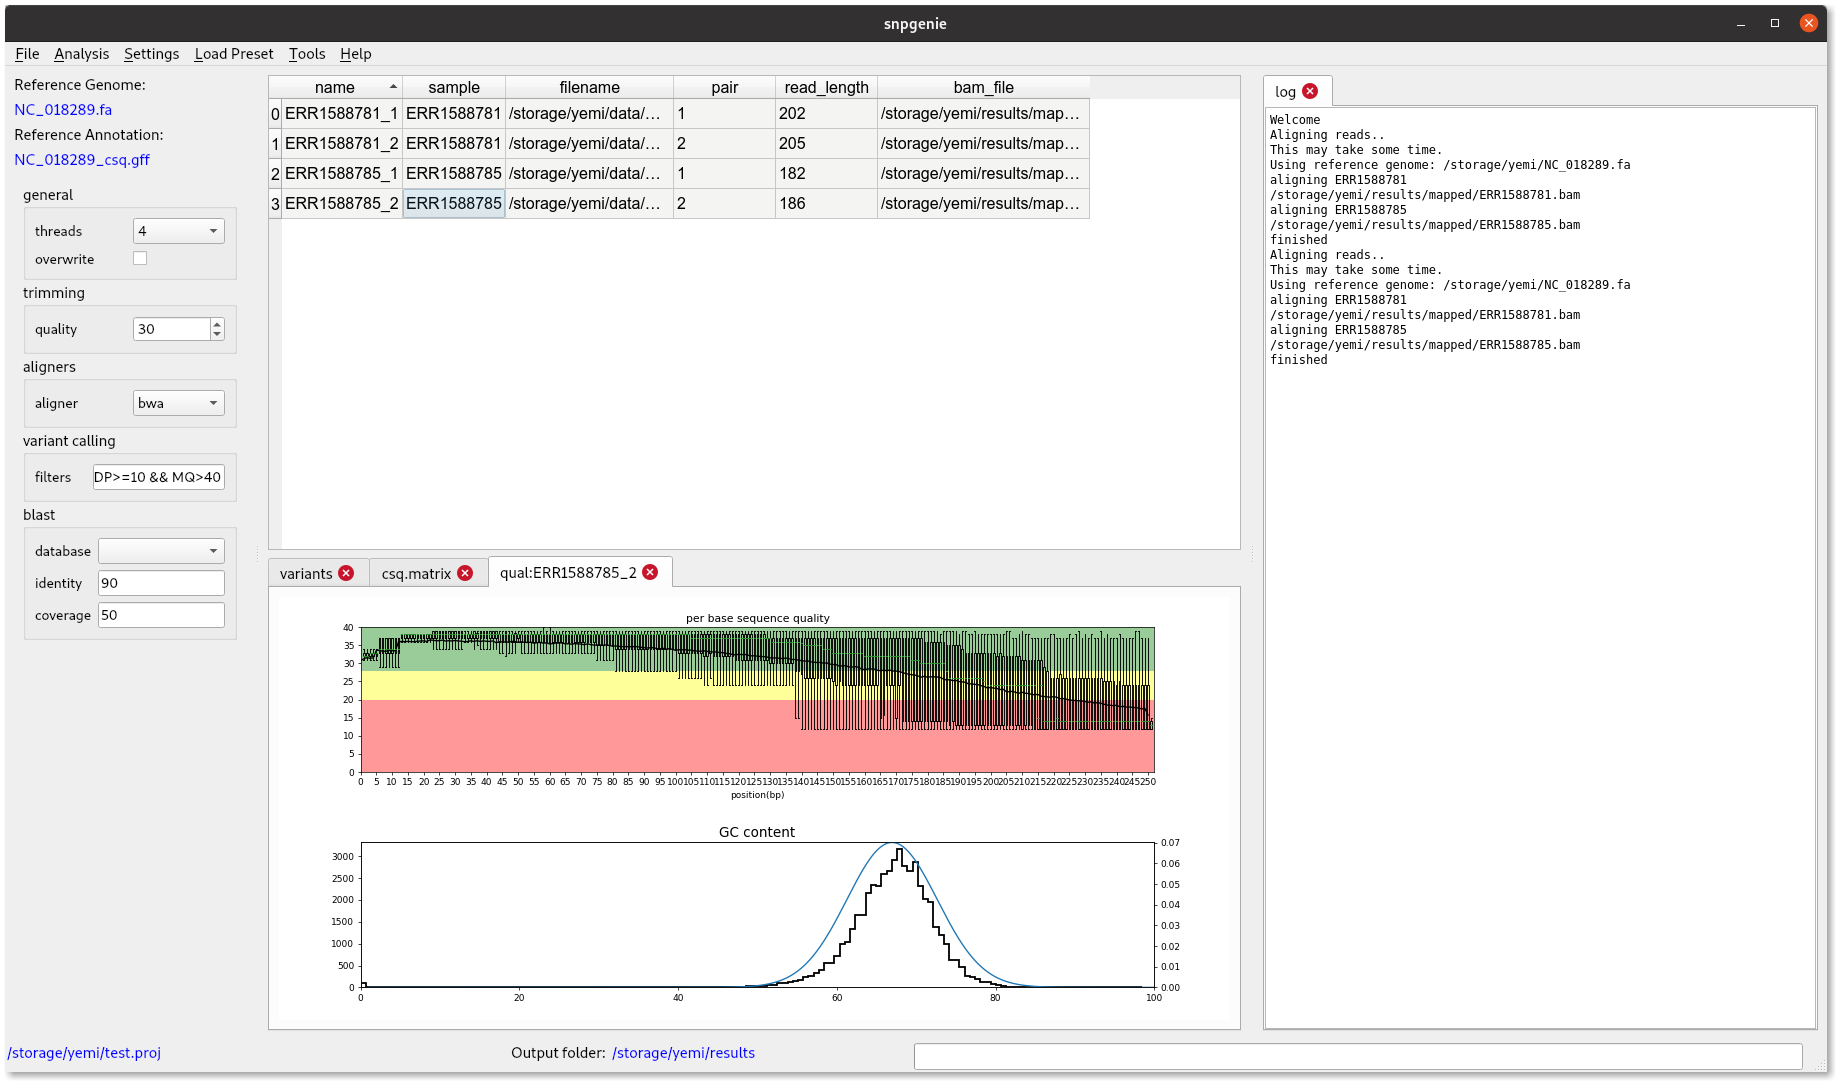 snpgenie
File Analysis Settings Load Preset Tools Help
Reference Genome:
NC_018289.fa
Reference Annotation:
NC_018289_csq.gff
general
threads 4
overwrite
trimming
quality 30
aligners
aligner bwa
variant calling
filters DP>=10 && MQ>40
blast
database
identity 90
coverage 50
name sample filename pair read_length bam_file
0 ERR1588781_1 ERR1588781 /storage/yemi/data/... 1 202 /storage/yemi/results/map...
1 ERR1588781_2 ERR1588781 /storage/yemi/data/... 2 205 /storage/yemi/results/map...
2 ERR1588785_1 ERR1588785 /storage/yemi/data/... 1 182 /storage/yemi/results/map...
3 ERR1588785_2 ERR1588785 /storage/yemi/data/... 2 186 /storage/yemi/results/map...
variants csq.matrix qual:ERR1588785_2
per base sequence quality
40
35
30
25
20
15
10
5
0
0 5 10 15 20 25 30 35 40 45 50 55 60 65 70 75 80 85 90 95 100 105 110 115 120 125 130 135 140 145 150 155 160 165 170 175 180 185 190 195 200 205 210 215 220 225 230 235 240 245 250
position(bp)
GC content
3000
2500
2000
1500
1000
500
0
0.07
0.06
0.05
0.04
0.03
0.02
0.01
0.00
0 20 40 60 80 100
log
Welcome
Aligning reads..
This may take some time.
Using reference genome: /storage/yemi/NC_018289.fa
aligning ERR1588781
/storage/yemi/results/mapped/ERR1588781.bam
aligning ERR1588785
/storage/yemi/results/mapped/ERR1588785.bam
finished
Aligning reads..
This may take some time.
Using reference genome: /storage/yemi/NC_018289.fa
aligning ERR1588781
/storage/yemi/results/mapped/ERR1588781.bam
aligning ERR1588785
/storage/yemi/results/mapped/ERR1588785.bam
finished
/storage/yemi/test.proj
Output folder: /storage/yemi/results